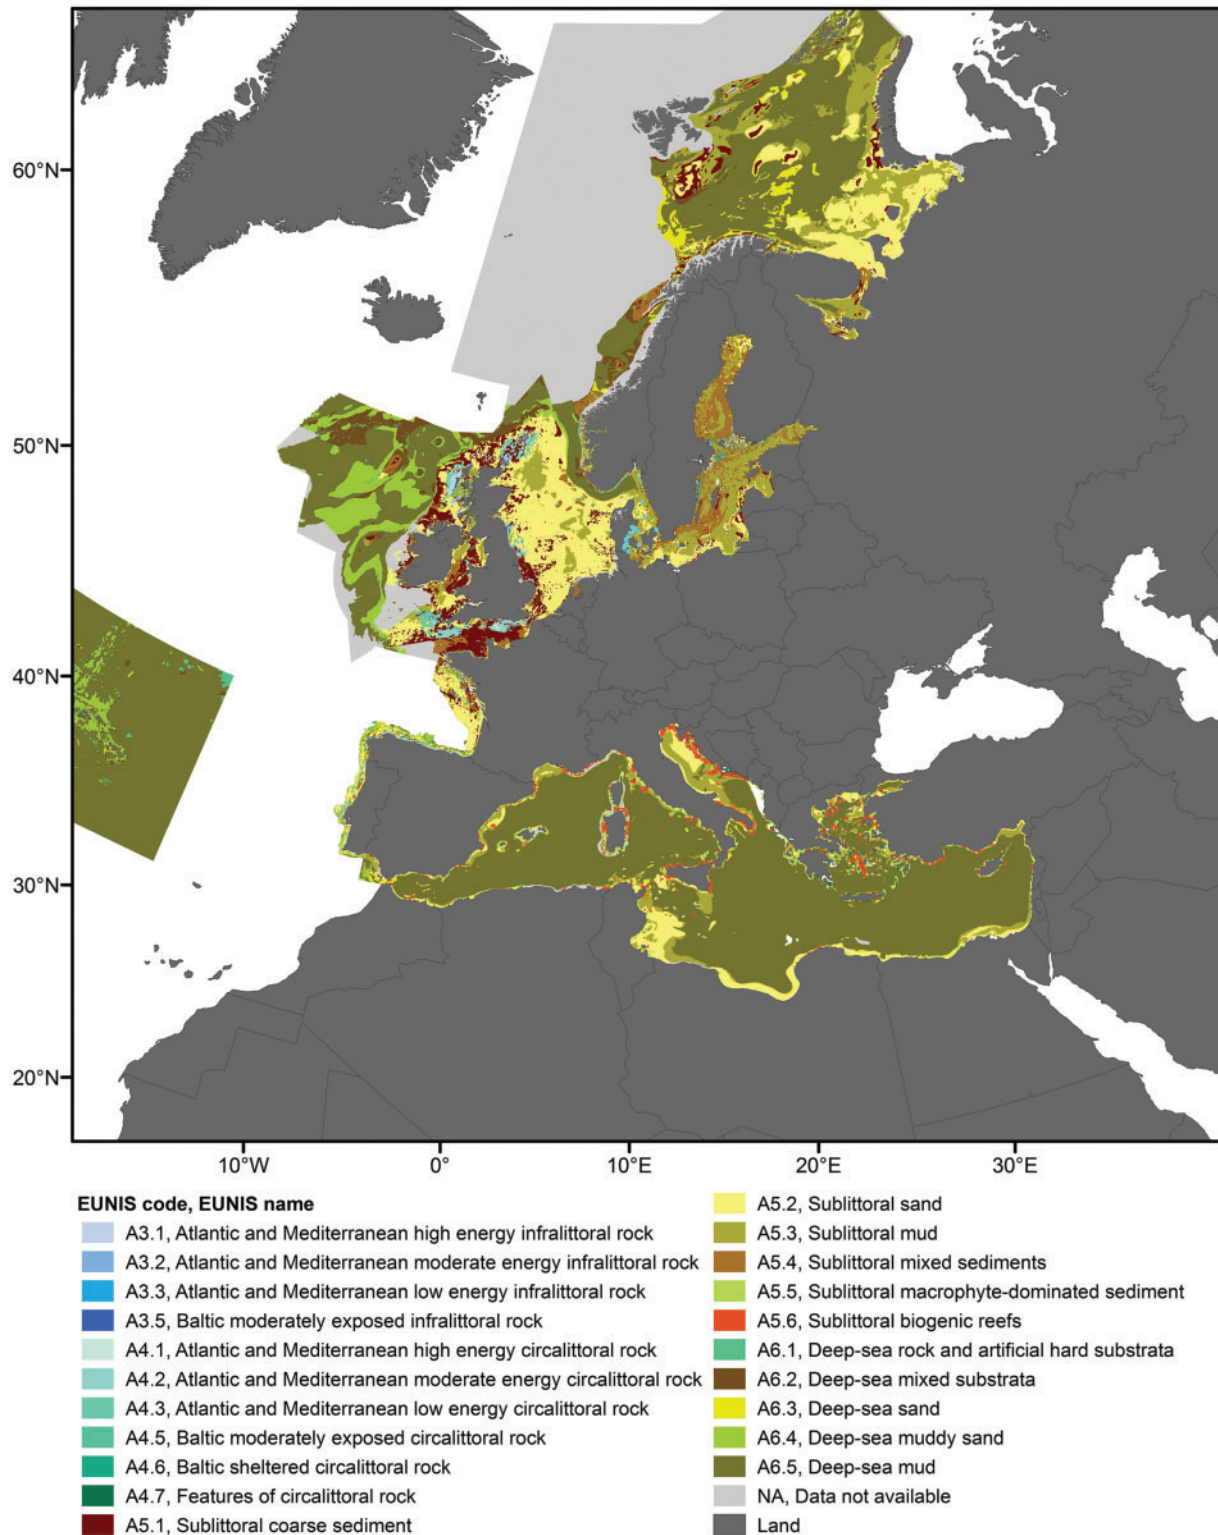 60°N
50°N
40°N
30°N
20°N
10°W 0° 10°E 20°E 30°E
EUNIS code, EUNIS name
A3.1, Atlantic and Mediterranean high energy infralittoral rock
A3.2, Atlantic and Mediterranean moderate energy infralittoral rock
A3.3, Atlantic and Mediterranean low energy infralittoral rock
A3.5, Baltic moderately exposed infralittoral rock
A4.1, Atlantic and Mediterranean high energy circalittoral rock
A4.2, Atlantic and Mediterranean moderate energy circalittoral rock
A4.3, Atlantic and Mediterranean low energy circalittoral rock
A4.5, Baltic moderately exposed circalittoral rock
A4.6, Baltic sheltered circalittoral rock
A4.7, Features of circalittoral rock
A5.1, Sublittoral coarse sediment
A5.2, Sublittoral sand
A5.3, Sublittoral mud
A5.4, Sublittoral mixed sediments
A5.5, Sublittoral macrophyte-dominated sediment
A5.6, Sublittoral biogenic reefs
A6.1, Deep-sea rock and artificial hard substrata
A6.2, Deep-sea mixed substrata
A6.3, Deep-sea sand
A6.4, Deep-sea muddy sand
A6.5, Deep-sea mud
NA, Data not available
Land